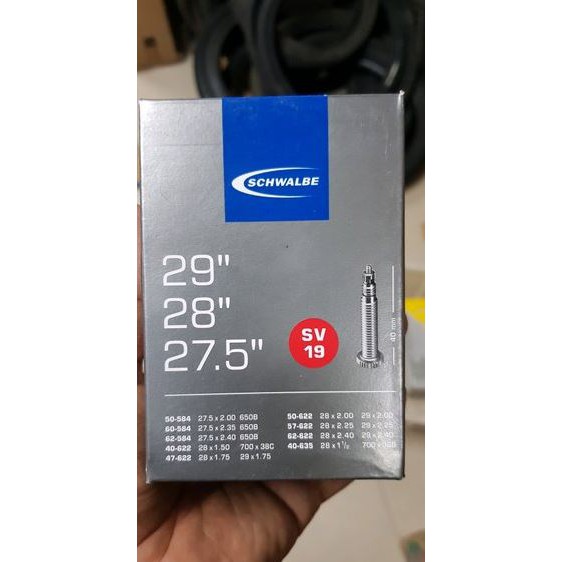 SCHWALBE
29"
28"
27.5"
SV
19
40 mm
50-584 27.5 x 2.00 650B
60-584 27.5 x 2.35 650B
62-584 27.5 x 2.40 650B
40-622 28 x 1.50 700 x 38C
47-622 28 x 1.75 29 x 1.75
50-622 28 x 2.00 29 x 2.00
57-622 28 x 2.25 29 x 2.25
62-622 28 x 2.40 29 x 2.40
40-635 28 x 1 1/2 700 x